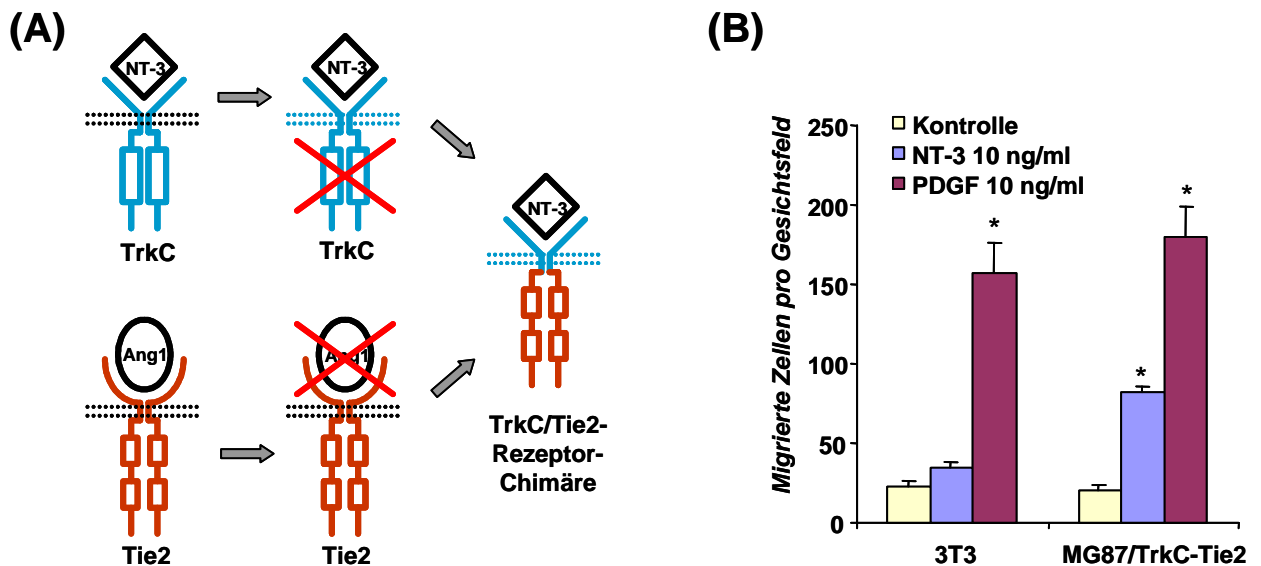 (A)
NT-3
TrkC
NT-3
TrkC
Ang1
Tie2
Ang1
Tie2
NT-3
TrkC/Tie2-
Rezeptor-
Chimäre
(B)
Migrierte Zellen pro Gesichtsfeld
250
200
150
100
50
0
Kontrolle
NT-3 10 ng/ml
PDGF 10 ng/ml
*
*
*
3T3
MG87/TrkC-Tie2